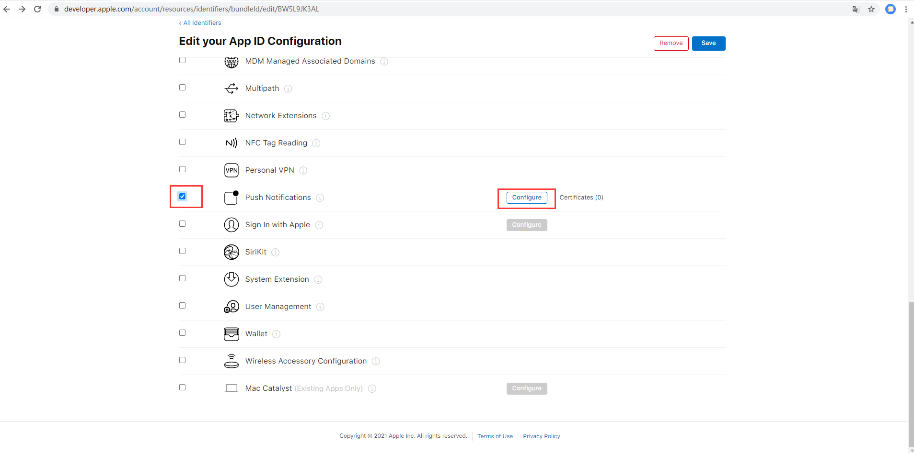 developer.apple.com/account/resources/identifiers/bundleId/edit/BW5L9JK3AL
‹ All Identifiers
Edit your App ID Configuration
Remove
Save
MDM Managed Associated Domains
Multipath
Network Extensions
NFC Tag Reading
VPN
Personal VPN
Push Notifications
Configure
Certificates (0)
Sign In with Apple
Configure
SiriKit
System Extension
User Management
Wallet
Wireless Accessory Configuration
Mac Catalyst (Existing Apps Only)
Configure
Copyright © 2021 Apple Inc. All rights reserved.
Terms of Use
Privacy Policy